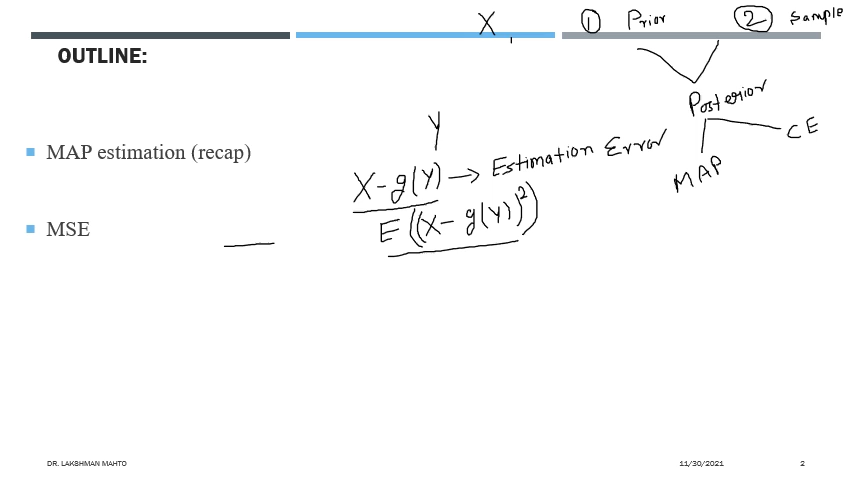 X, ① Prior ② Sample
OUTLINE:
Posterior
CE
MAP
Y
MAP estimation (recap)
X-g(Y) → Estimation Error
E((X-g(Y))²)
MSE
DR. LAKSHMAN MAHTO 11/30/2021 2